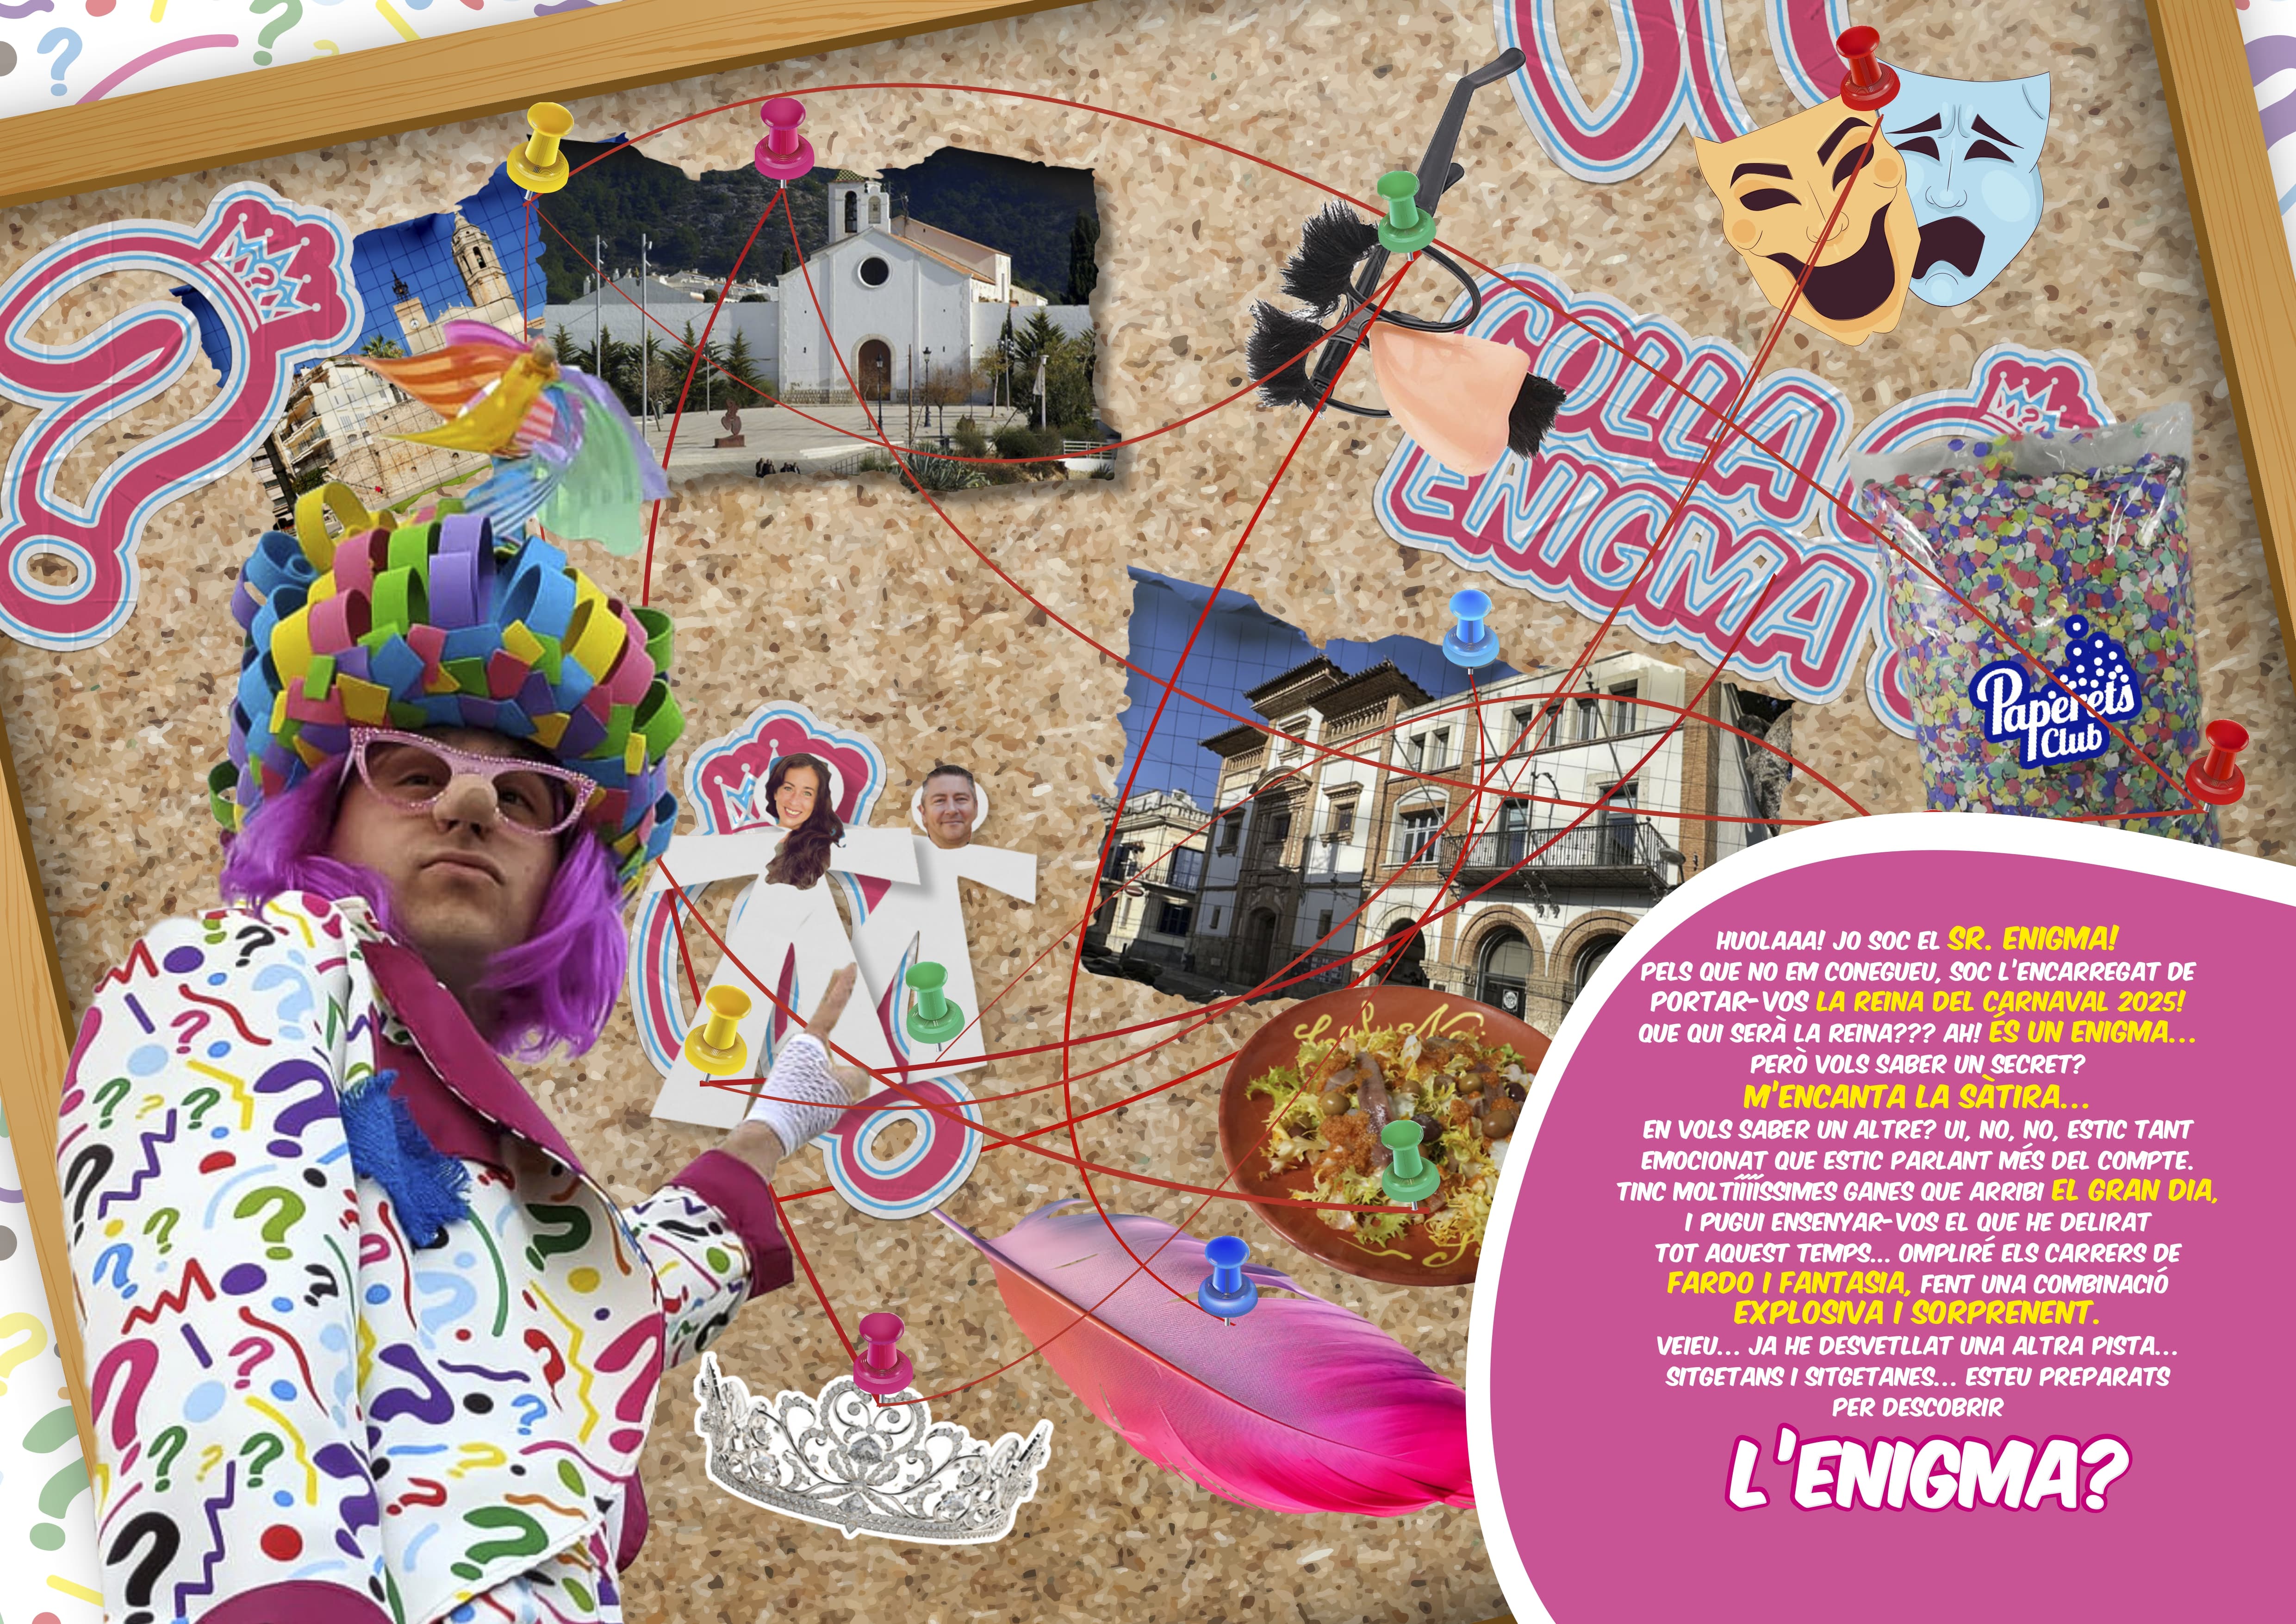 COLLA
ENIGMA
Paperets
Club
HUOLAAA! JO SOC EL SR. ENIGMA!
PELS QUE NO EM CONEGUEU, SOC L'ENCARREGAT DE
PORTAR-VOS LA REINA DEL CARNAVAL 2025!
QUE QUI SERÀ LA REINA??? AH! ÉS UN ENIGMA...
PERÒ VOLS SABER UN SECRET?
M'ENCANTA LA SÀTIRA...
EN VOLS SABER UN ALTRE? UI, NO, NO, ESTIC TANT
EMOCIONAT QUE ESTIC PARLANT MÉS DEL COMPTE.
TINC MOLTÍÍÍÍSSIMES GANES QUE ARRIBI EL GRAN DIA,
I PUGUI ENSENYAR-VOS EL QUE HE DELIRAT
TOT AQUEST TEMPS... OMPLIRÉ ELS CARRERS DE
FARDO I FANTASIA, FENT UNA COMBINACIÓ
EXPLOSIVA I SORPRENENT.
VEIEU... JA HE DESVETLLAT UNA ALTRA PISTA...
SITGETANS I SITGETANES... ESTEU PREPARATS
PER DESCOBRIR
L'ENIGMA?